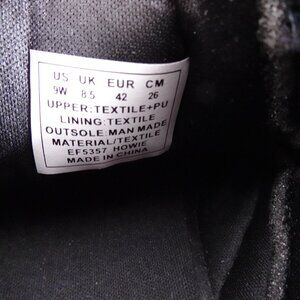 US UK EUR CM
9W 8.5 42 26
UPPER:TEXTILE+PU
LINING:TEXTILE
OUTSOLE:MAN MADE
MATERIAL/TEXTILE
EF5357 HOWIE
MADE IN CHINA